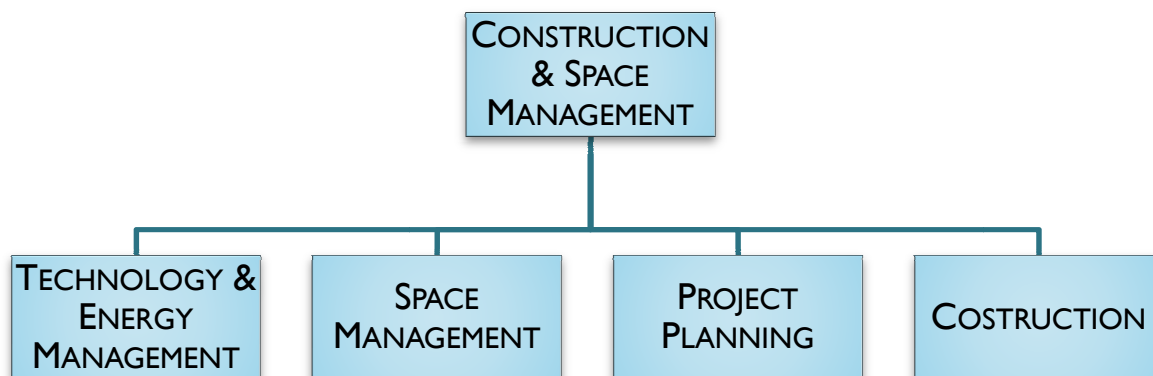 CONSTRUCTION
& SPACE
MANAGEMENT
TECHNOLOGY &
ENERGY
MANAGEMENT
SPACE
MANAGEMENT
PROJECT
PLANNING
COSTRUCTION